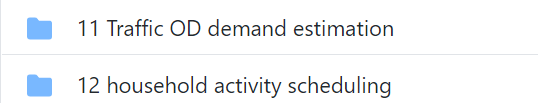 11 Traffic OD demand estimation
12 household activity scheduling